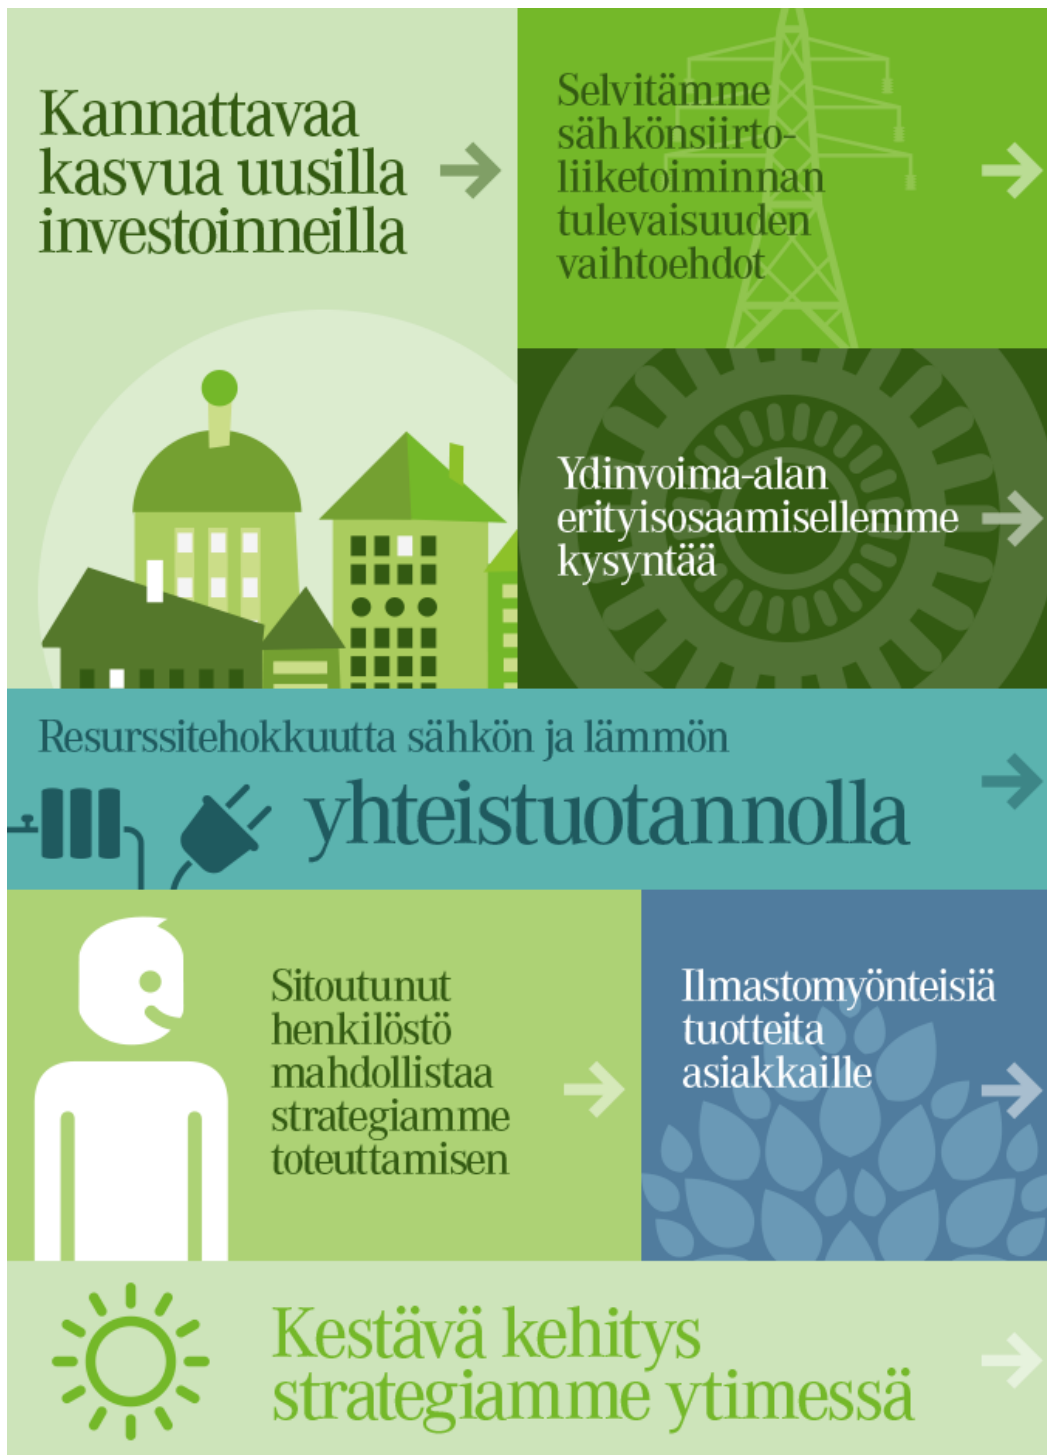 Kannattavaa
kasvua uusilla
investoinneilla
Selvitämme
sähkönsiirto-
liiketoiminnan
tulevaisuuden
vaihtoehdot
Ydinvoima-alan
erityisosaamisellemme
kysyntää
Resurssitehokkuutta sähkön ja lämmön
yhteistuotannolla
Sitoutunut
henkilöstö
mahdollistaa
strategiamme
toteuttamisen
Ilmastomyönteisiä
tuotteita
asiakkaille
Kestävä kehitys
strategiamme ytimessä